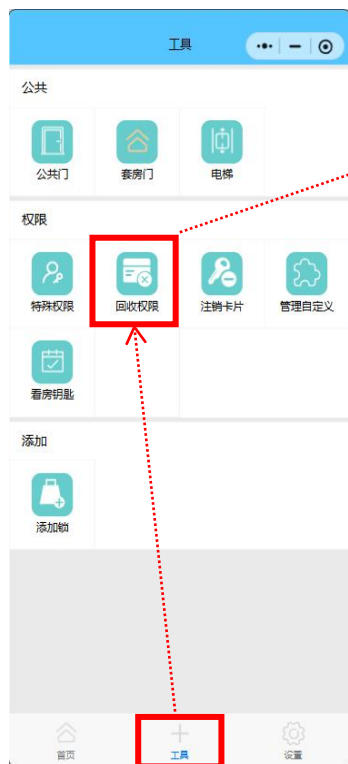 工具
公共
公共门 套房门 电梯
权限
特殊权限 回收权限 注销卡片 管理自定义
看房钥匙
添加
添加锁
首页 工具 设置